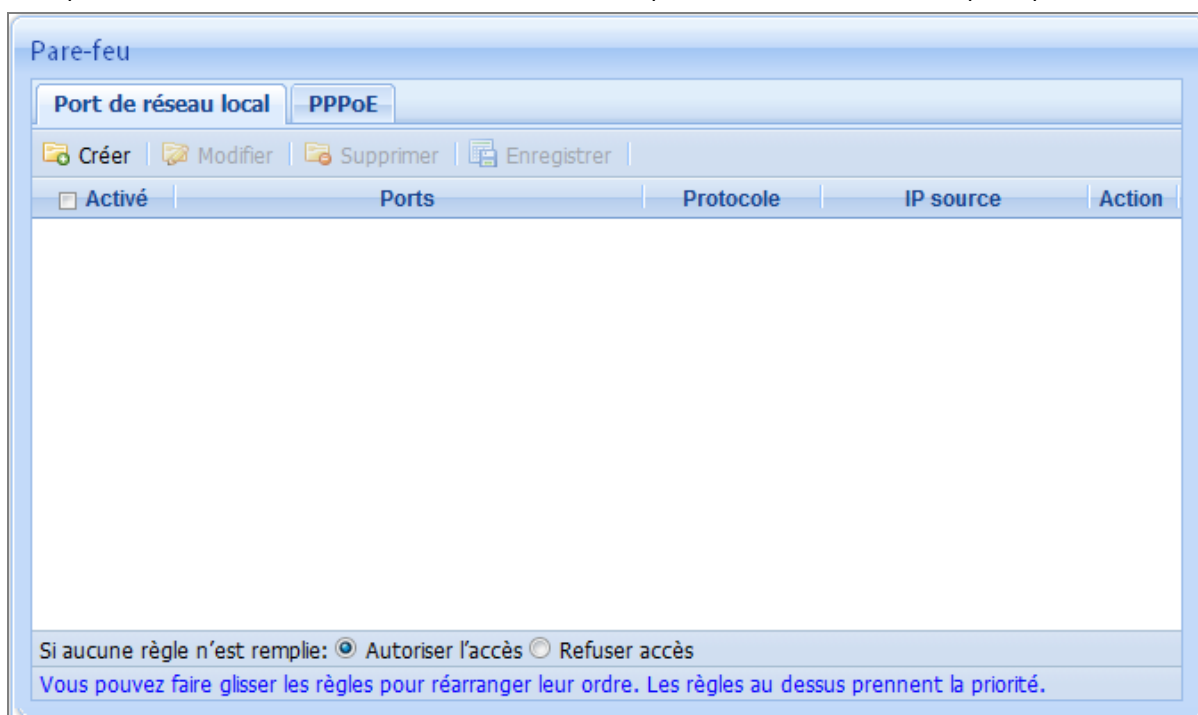 Pare-feu
Port de réseau local PPPoE
Créer Modifier Supprimer Enregistrer
Activé Ports Protocole IP source Action
Si aucune règle n’est remplie: Autoriser l’accès Refuser accès
Vous pouvez faire glisser les règles pour réarranger leur ordre. Les règles au dessus prennent la priorité.